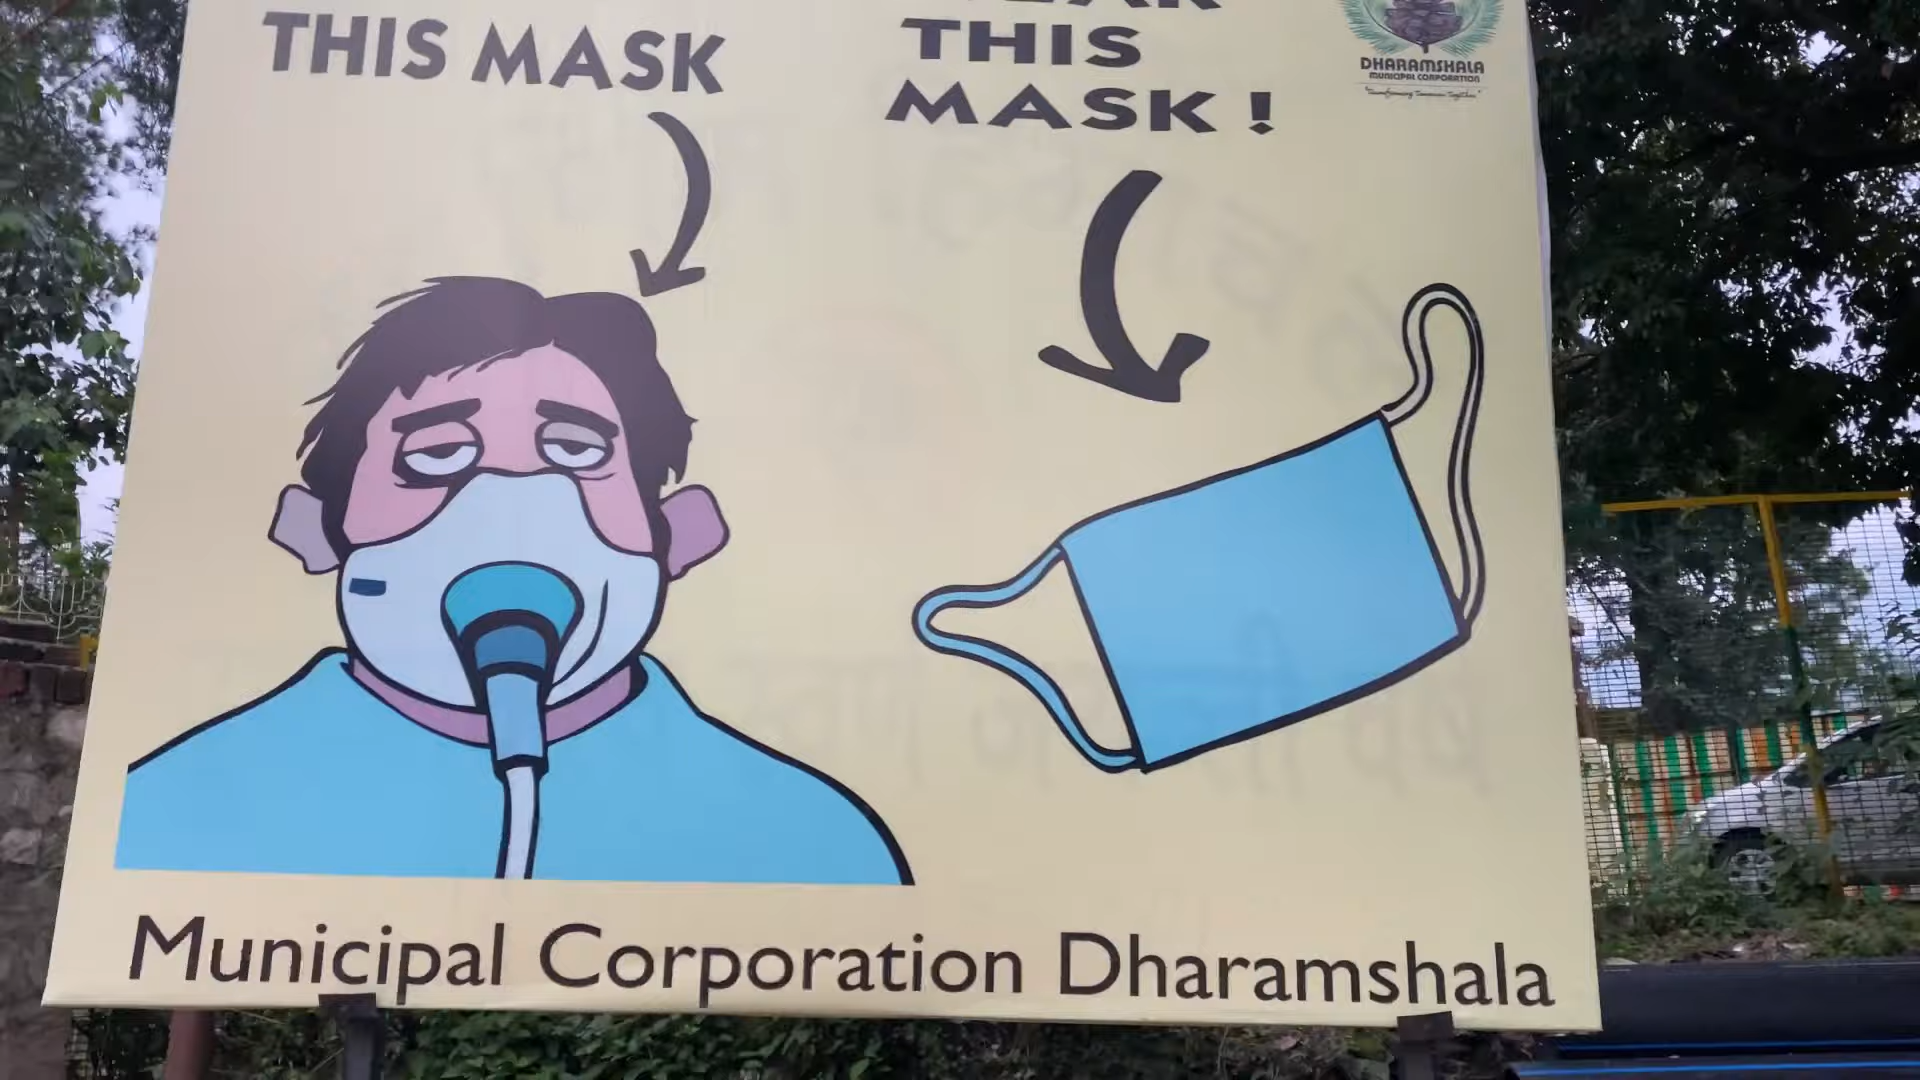 THIS MASK
THIS
MASK !
DHARAMSHALA
MUNICIPAL CORPORATION
Municipal Corporation Dharamshala